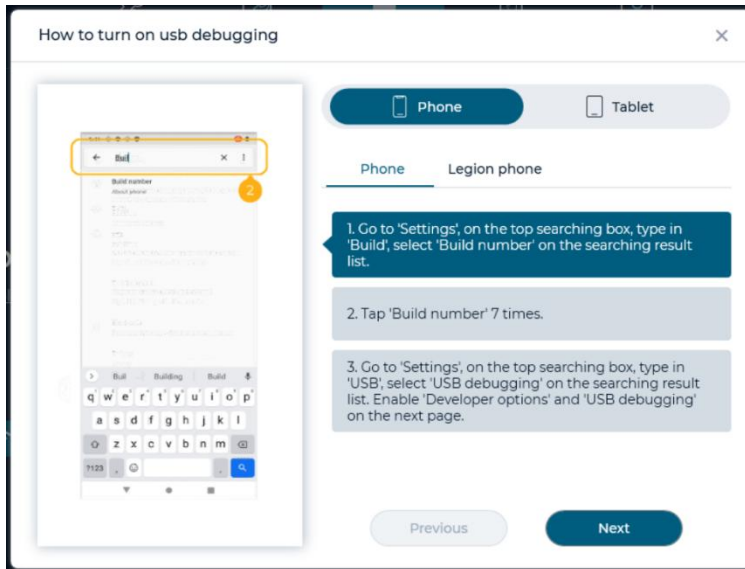 How to turn on usb debugging
Phone
Tablet
Phone
Legion phone
1. Go to 'Settings', on the top searching box, type in
'Build', select 'Build number' on the searching result
list.
2. Tap 'Build number' 7 times.
3. Go to 'Settings', on the top searching box, type in
'USB', select 'USB debugging' on the searching result
list. Enable 'Developer options' and 'USB debugging'
on the next page.
Previous
Next
Buil
Build number
About phone
2
Buil Building Build
q w e r t y u i o p
a s d f g h j k l
z x c v b n m
?123 , .